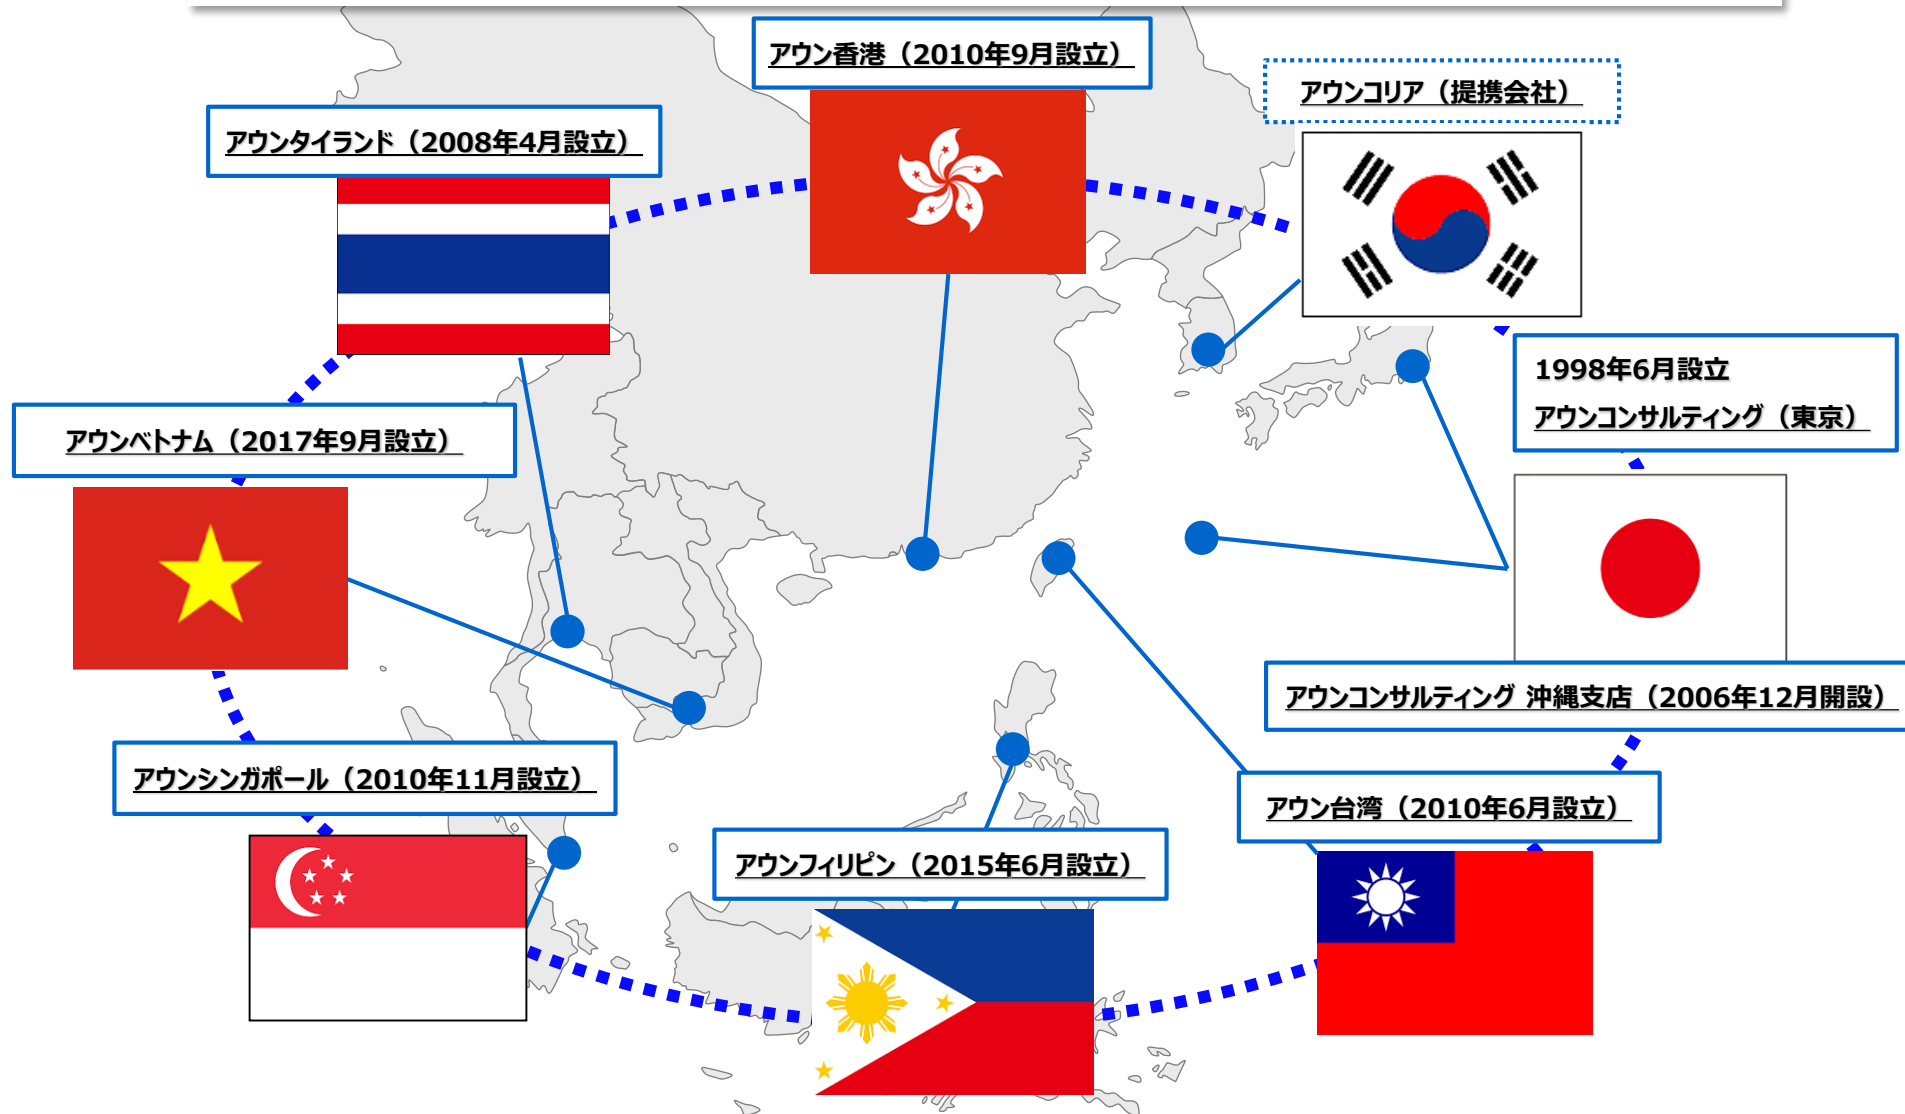 アウン香港（2010年9月設立）
アウンコリア（提携会社）
アウンタイランド（2008年4月設立）
1998年6月設立
アウンコンサルティング（東京）
アウンベトナム（2017年9月設立）
アウンコンサルティング 沖縄支店（2006年12月開設）
アウンシンガポール（2010年11月設立）
アウン台湾（2010年6月設立）
アウンフィリピン（2015年6月設立）